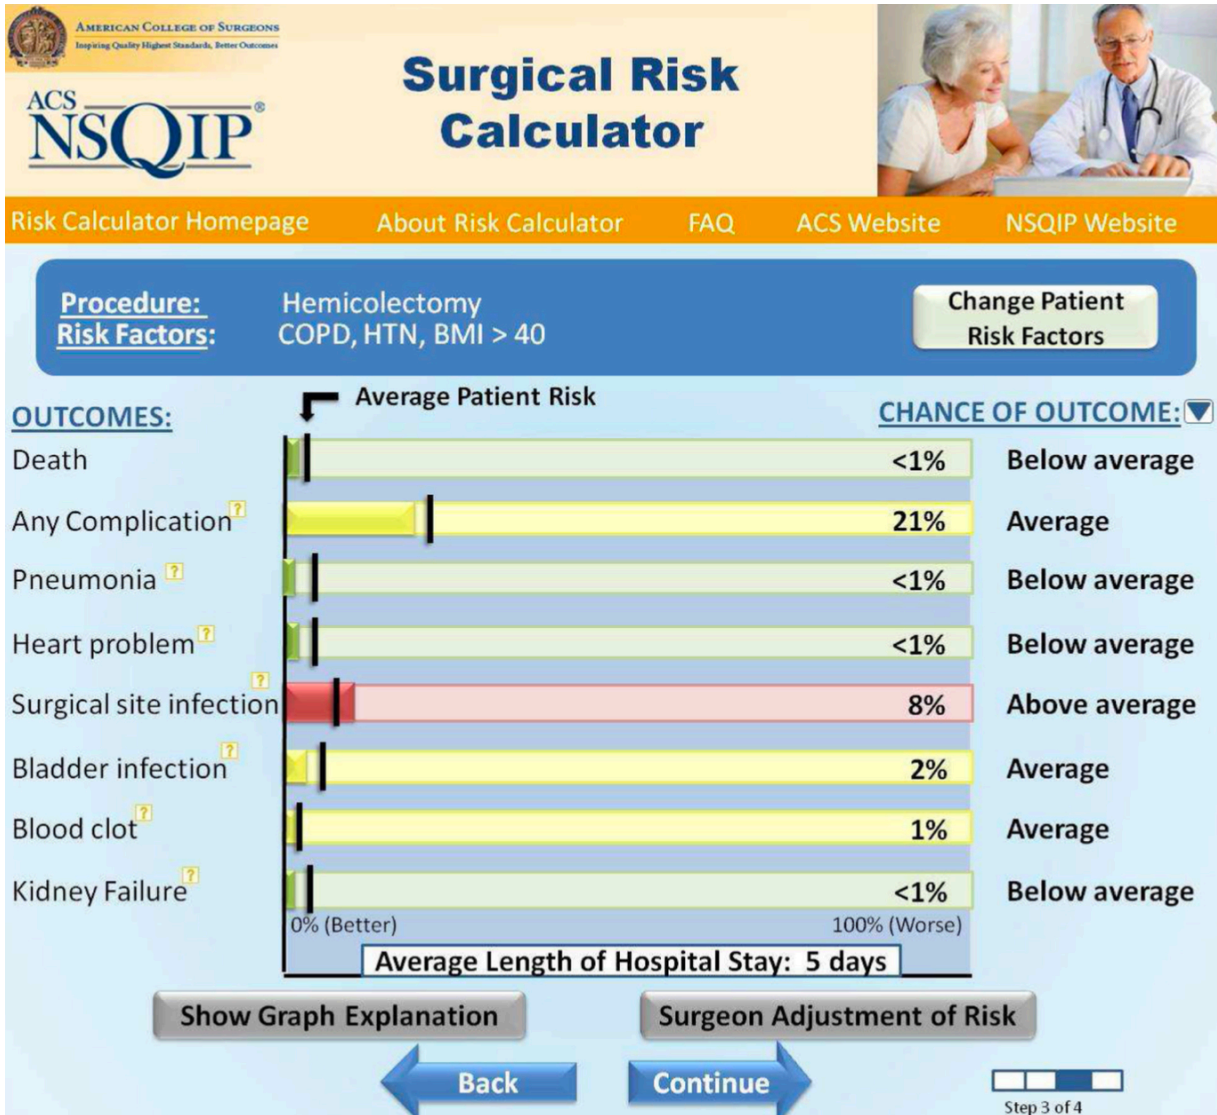 AMERICAN COLLEGE OF SURGEONS
Inspiring Quality Highest Standards, Better Outcomes
ACS
NSQIP®
Surgical Risk
Calculator
Risk Calculator Homepage About Risk Calculator FAQ ACS Website NSQIP Website
Procedure: Hemicolectomy
Risk Factors: COPD, HTN, BMI > 40
Change Patient
Risk Factors
Average Patient Risk
OUTCOMES: CHANCE OF OUTCOME:
Death <1% Below average
Any Complication ? 21% Average
Pneumonia ? <1% Below average
Heart problem ? <1% Below average
Surgical site infection ? 8% Above average
Bladder infection ? 2% Average
Blood clot ? 1% Average
Kidney Failure ? <1% Below average
0% (Better) 100% (Worse)
Average Length of Hospital Stay: 5 days
Show Graph Explanation Surgeon Adjustment of Risk
Back Continue
Step 3 of 4